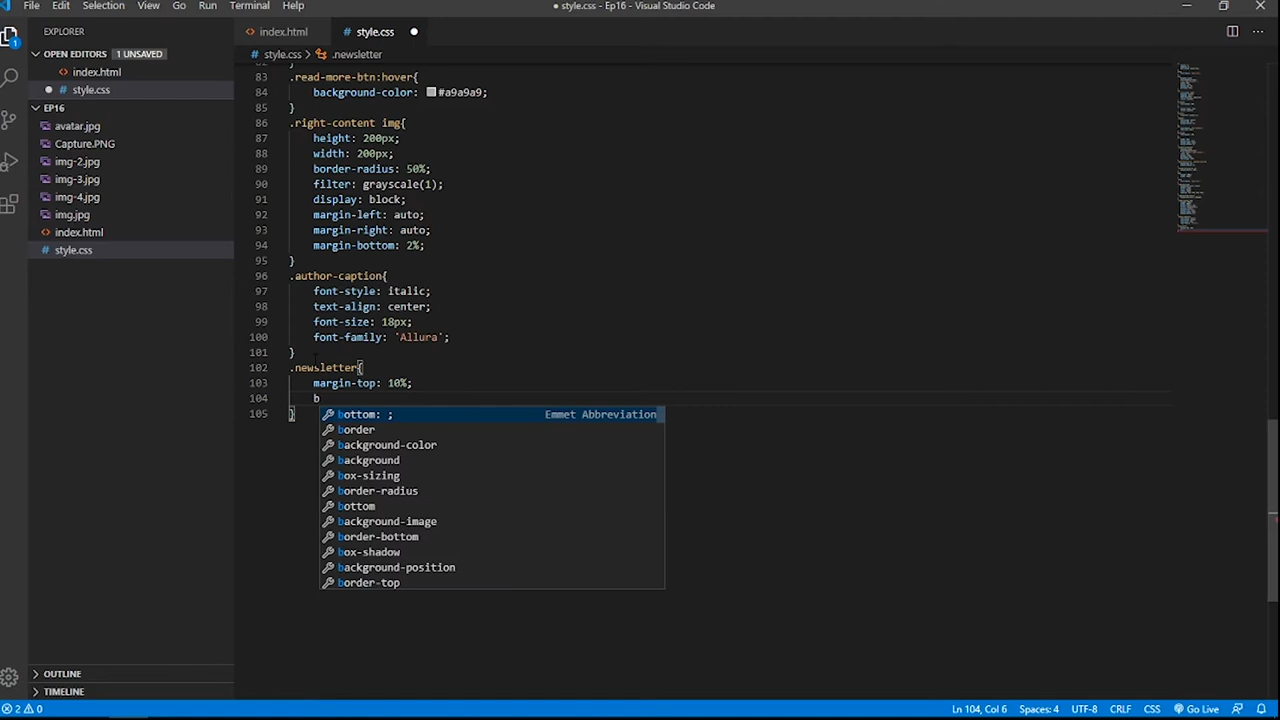 File Edit Selection View Go Run Terminal Help
● style.css - Ep16 - Visual Studio Code
EXPLORER
index.html
style.css
OPEN EDITORS 1 UNSAVED
index.html
style.css
EP16
avatar.jpg
Capture.PNG
img-2.jpg
img-3.jpg
img-4.jpg
img.jpg
index.html
style.css
OUTLINE
TIMELINE
style.css > .newsletter
83 .read-more-btn:hover{
84 background-color: #a9a9a9;
85 }
86 .right-content img{
87 height: 200px;
88 width: 200px;
89 border-radius: 50%;
90 filter: grayscale(1);
91 display: block;
92 margin-left: auto;
93 margin-right: auto;
94 margin-bottom: 2%;
95 }
96 .author-caption{
97 font-style: italic;
98 text-align: center;
99 font-size: 18px;
100 font-family: 'Allura';
101 }
102 .newsletter{
103 margin-top: 10%;
104 b
105 }
bottom: ; Emmet Abbreviation
border
background-color
background
box-sizing
border-radius
bottom
background-image
border-bottom
box-shadow
background-position
border-top
2 0
Ln 104, Col 6 Spaces: 4 UTF-8 CRLF CSS Go Live